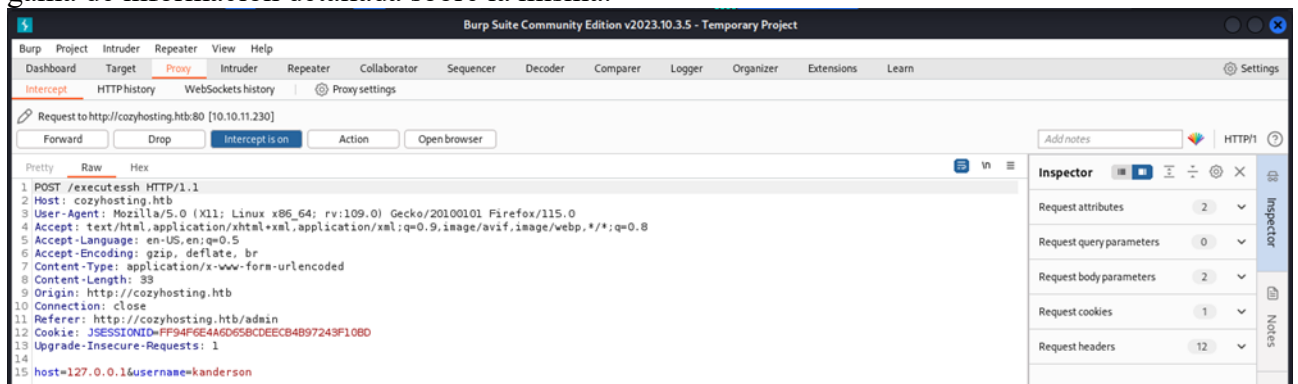 gama de información detallada sobre la misma.
Burp Suite Community Edition v2023.10.3.5 - Temporary Project
Burp Project Intruder Repeater View Help
Dashboard Target Proxy Intruder Repeater Collaborator Sequencer Decoder Comparer Logger Organizer Extensions Learn Settings
Intercept HTTP history WebSockets history Proxy settings
Request to http://cozyhosting.htb:80 [10.10.11.230]
Forward Drop Intercept is on Action Open browser Add notes HTTP/1 ?
Pretty Raw Hex \n Inspector
1 POST /executessh HTTP/1.1
2 Host: cozyhosting.htb
3 User-Agent: Mozilla/5.0 (X11; Linux x86_64; rv:109.0) Gecko/20100101 Firefox/115.0
4 Accept: text/html,application/xhtml+xml,application/xml;q=0.9,image/avif,image/webp,*/*;q=0.8
5 Accept-Language: en-US,en;q=0.5
6 Accept-Encoding: gzip, deflate, br
7 Content-Type: application/x-www-form-urlencoded
8 Content-Length: 33
9 Origin: http://cozyhosting.htb
10 Connection: close
11 Referer: http://cozyhosting.htb/admin
12 Cookie: JSESSIONID=FF94F6E4A6D65BCDEECB4B97243F10BD
13 Upgrade-Insecure-Requests: 1
14
15 host=127.0.0.1&username=kanderson
Request attributes 2
Request query parameters 0
Request body parameters 2
Request cookies 1
Request headers 12
Inspector
Notes